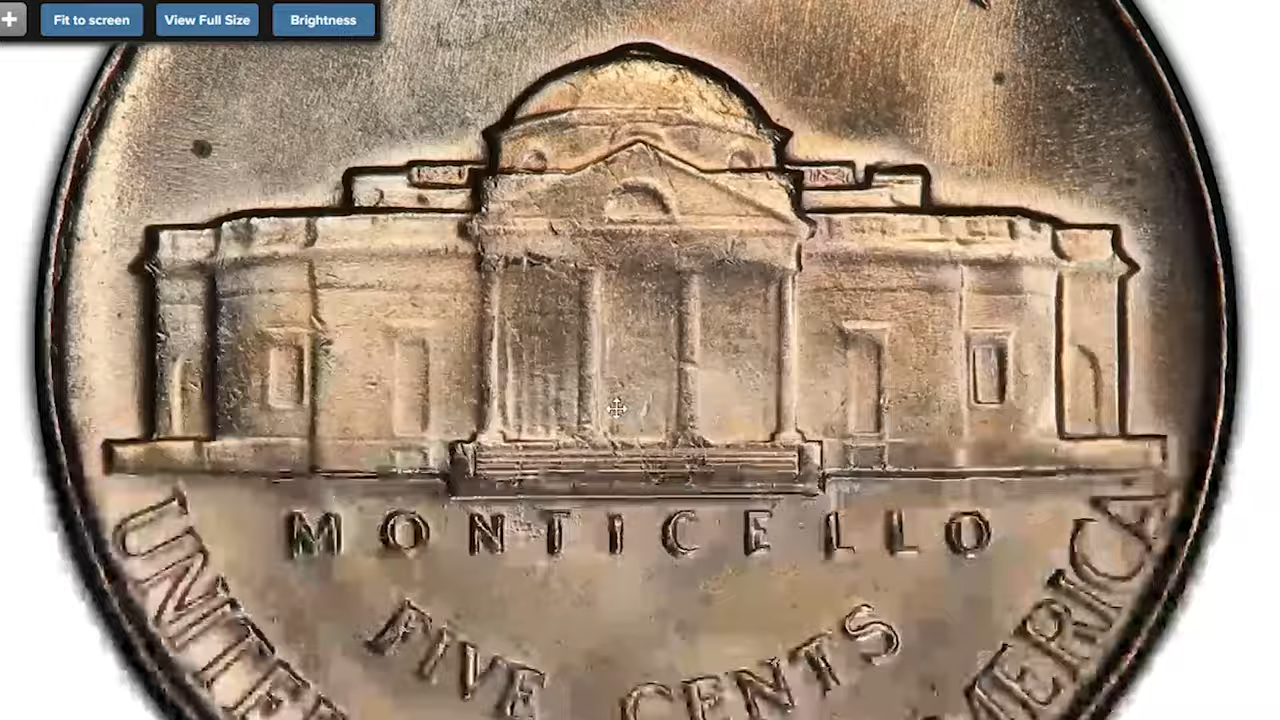 Fit to screen
View Full Size
Brightness
MONTICELLO
FIVE CENTS
UNITED
AMERICA